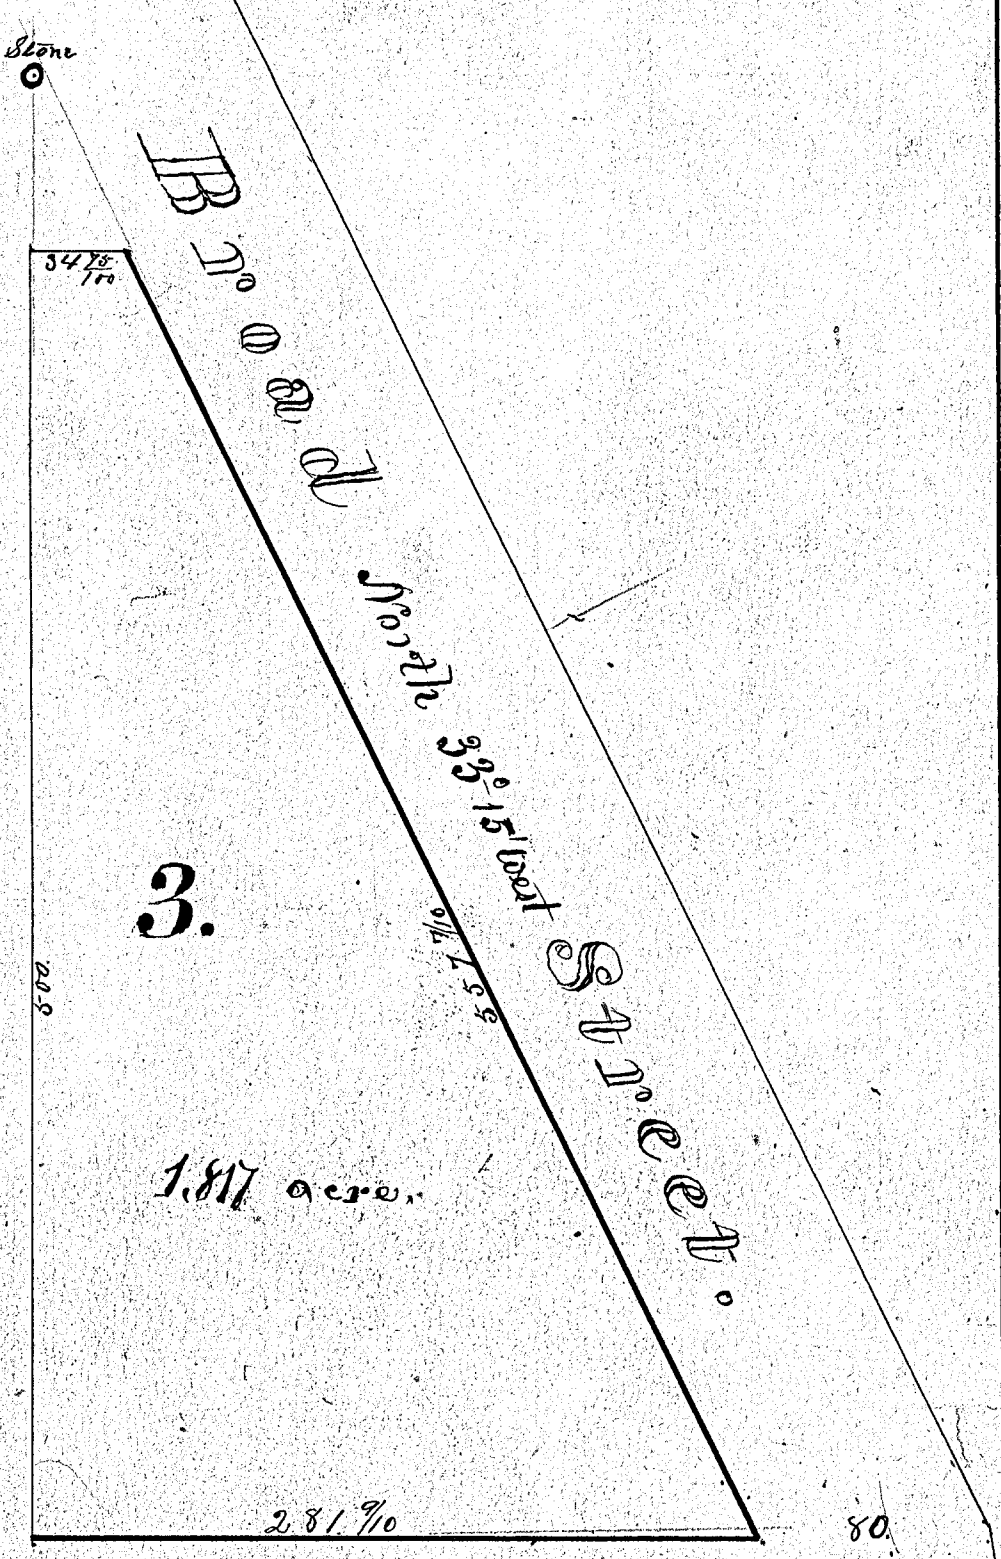 Stone
34 75/100
Broad
North 33°-15' West
Street.
3.
557 7/10
500
1.817 acre.
281. 9/10
80.